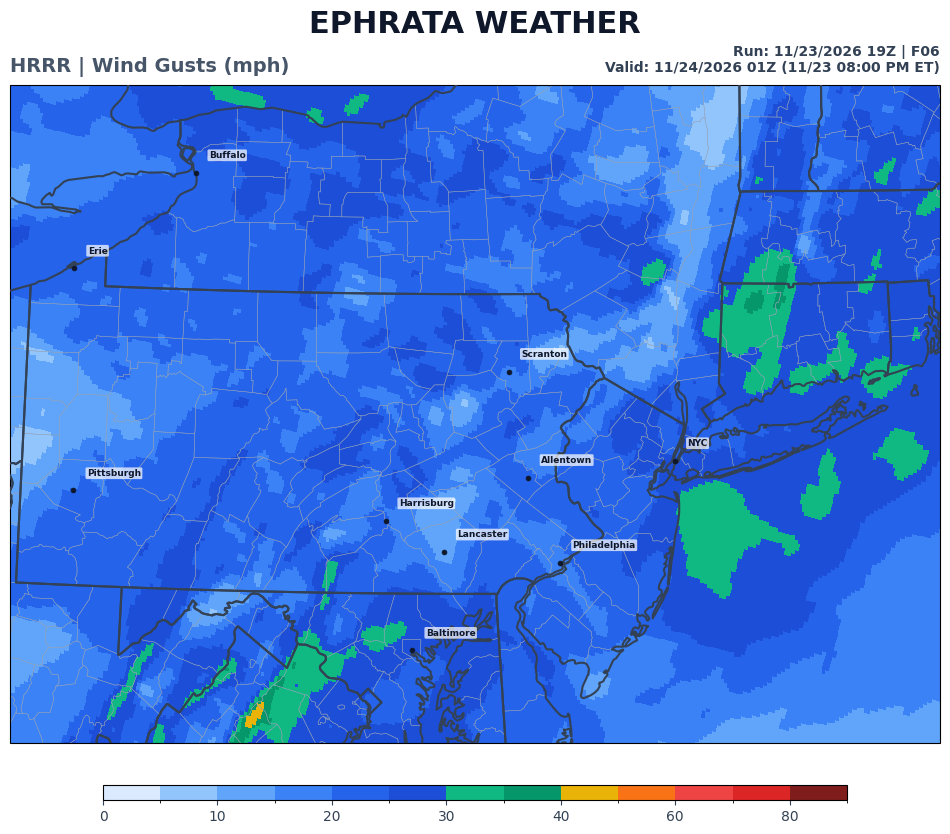 EPHRATA WEATHER
HRRR | Wind Gusts (mph)
Run: 11/23/2026 19Z | F06
Valid: 11/24/2026 01Z (11/23 08:00 PM ET)
Buffalo
Erie
Scranton
NYC
Allentown
Pittsburgh
Harrisburg
Lancaster
Philadelphia
Baltimore
0 10 20 30 40 50 60 70 80